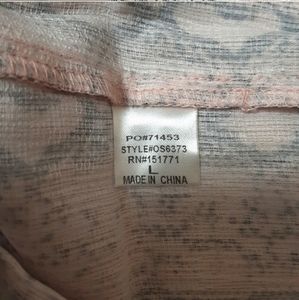 PO#71453
STYLE#OS6373
RN#151771
L
MADE IN CHINA